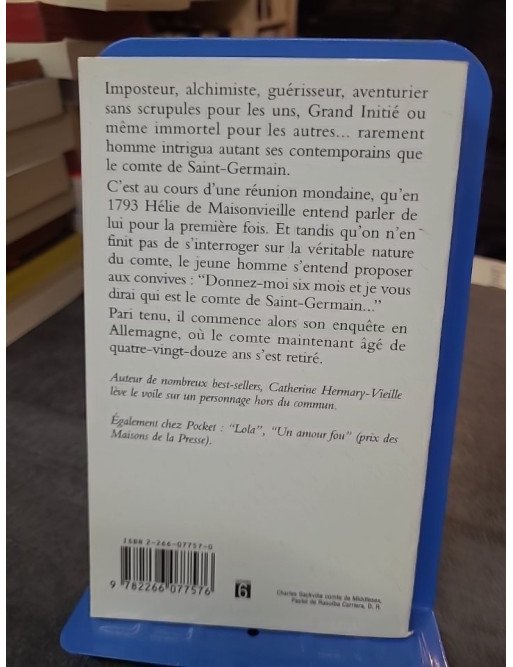 Imposteur, alchimiste, guérisseur, aventurier
sans scrupules pour les uns, Grand Initié ou
même immortel pour les autres... rarement
homme intrigua autant ses contemporains que
le comte de Saint-Germain.
C'est au cours d'une réunion mondaine, qu'en
1793 Hélie de Maisonvieille entend parler de
lui pour la première fois. Et tandis qu'on n'en
finit pas de s'interroger sur la véritable nature
du comte, le jeune homme s'entend proposer
aux convives : "Donnez-moi six mois et je vous
dirai qui est le comte de Saint-Germain..."
Pari tenu, il commence alors son enquête en
Allemagne, où le comte maintenant âgé de
quatre-vingt-douze ans s'est retiré.
Auteur de nombreux best-sellers, Catherine Hermary-Vieille
lève le voile sur un personnage hors du commun.
Également chez Pocket : "Lola", "Un amour fou" (prix des
Maisons de la Presse).
ISBN 2-266-07757-0
9 782266 077576
6
Charles Sackville comte de Middlesex,
Pastel de Rasolba Carriera, D. R.